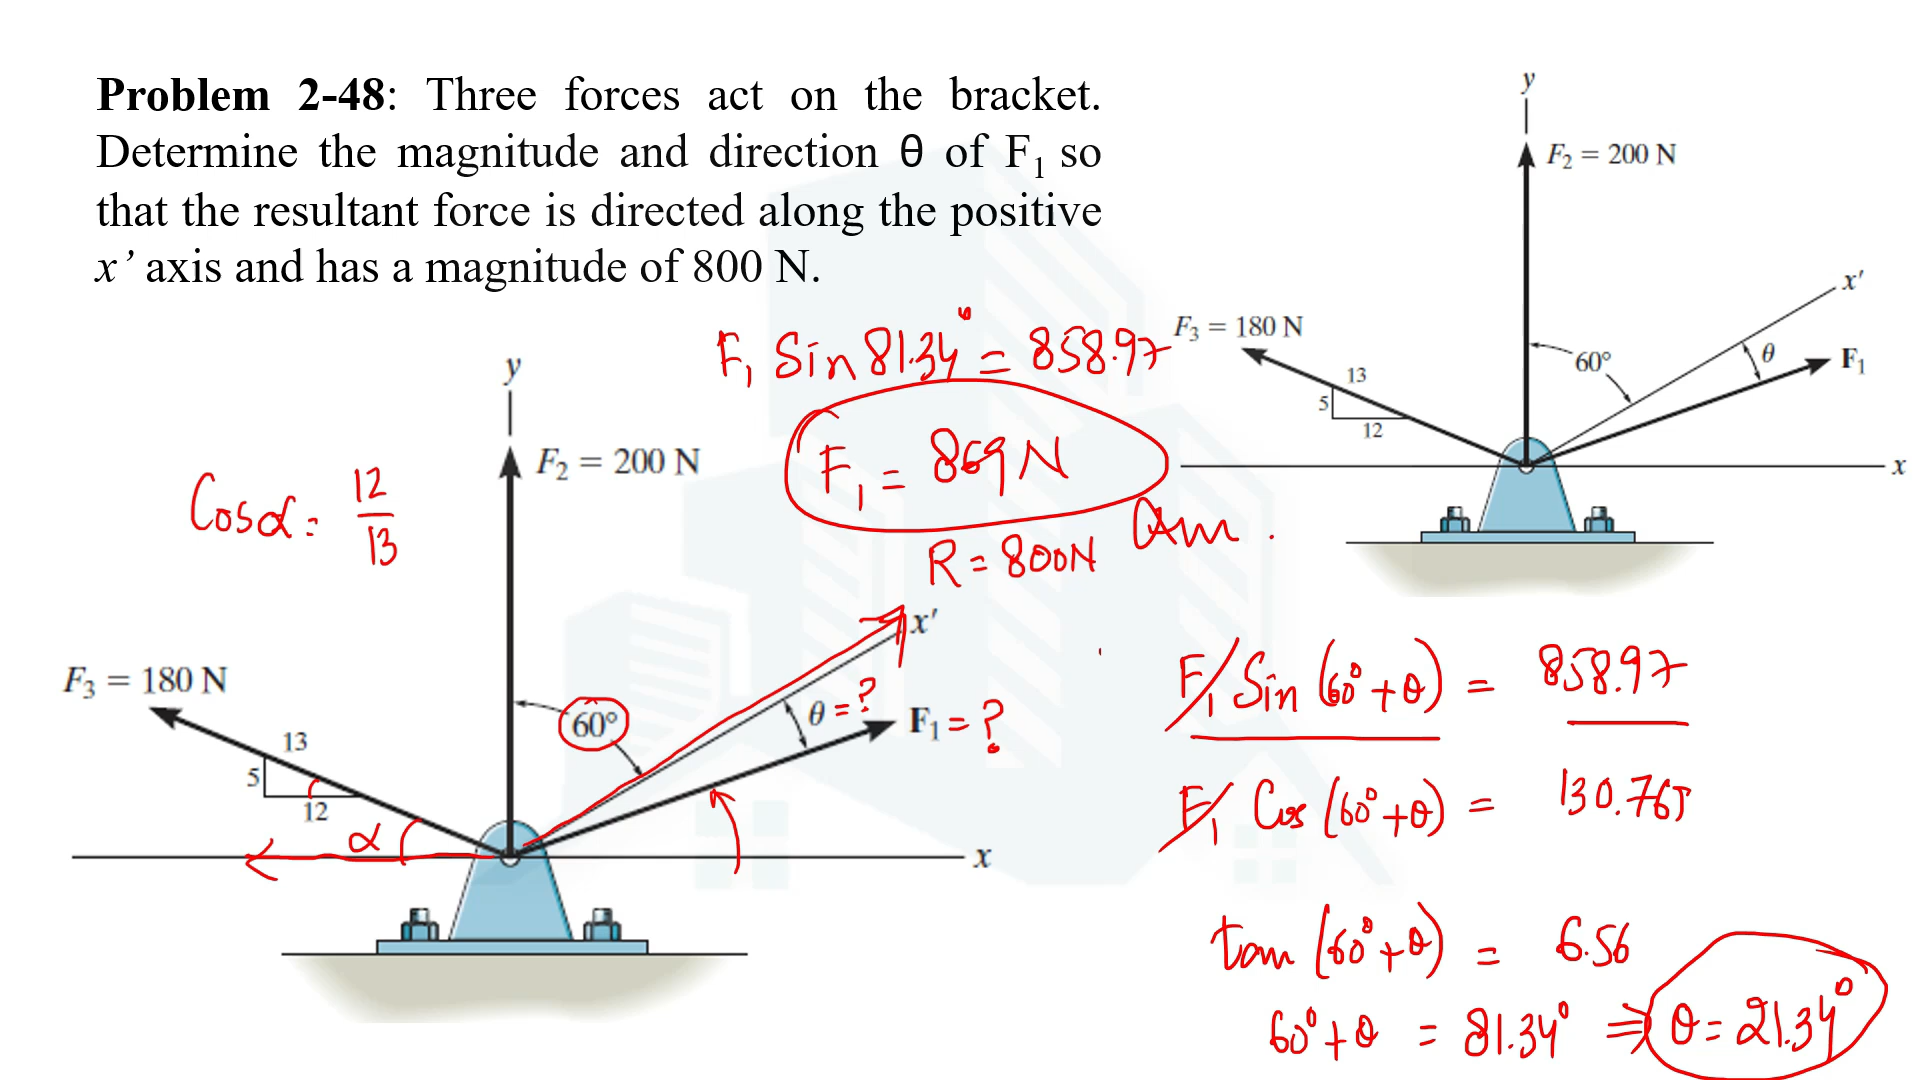 Problem 2-48: Three forces act on the bracket.
Determine the magnitude and direction θ of F₁ so
that the resultant force is directed along the positive
x’ axis and has a magnitude of 800 N.
y
F₂ = 200 N
x'
F₃ = 180 N
θ
F₁
60°
13
5
12
x
F₁ Sin 81.34° = 858.97
F₁ = 869 N
Ans.
R = 800N
Cosα = 12/13
y
F₂ = 200 N
x'
F₃ = 180 N
60°
θ = ?
F₁ = ?
13
5
12
α
x
F₁ Sin (60° + θ) = 858.97
F₁ Cos (60° + θ) = 130.765
tan (60° + θ) = 6.56
60° + θ = 81.34° ⇒ θ = 21.34°